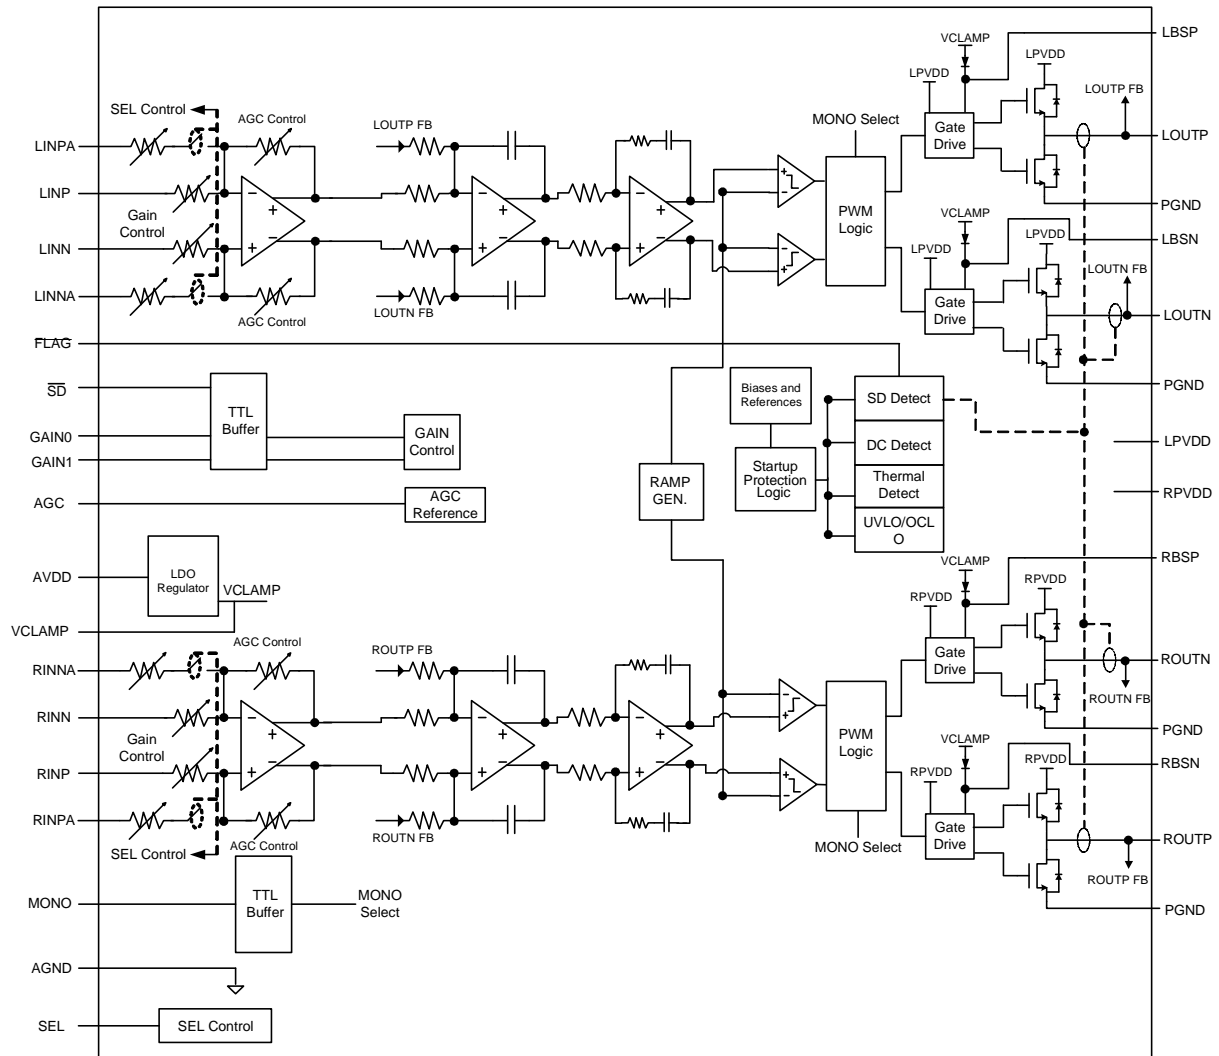 LBSP
VCLAMP
LPVDD
LPVDD
SEL Control
AGC Control
LOUTP FB
LOUTP FB
MONO Select
LINPA
Gate
Drive
LOUTP
LINP
PWM
Logic
PGND
Gain
Control
VCLAMP
LBSN
LINN
LPVDD
LPVDD
LOUTN FB
LINNA
AGC Control
LOUTN FB
Gate
Drive
LOUTN
FLAG
SD
TTL
Buffer
Biases and
References
SD Detect
PGND
GAIN0
GAIN1
GAIN
Control
DC Detect
LPVDD
Startup
Protection
Logic
Thermal
Detect
RAMP
GEN.
AGC
AGC
Reference
RPVDD
UVLO/OCL
O
AVDD
LDO
Regulator
VCLAMP
VCLAMP
RBSP
RPVDD
RPVDD
VCLAMP
AGC Control
ROUTP FB
RINNA
Gate
Drive
ROUTN
RINN
ROUTN FB
Gain
Control
PWM
Logic
PGND
VCLAMP
RBSN
RINP
RPVDD
RPVDD
RINPA
Gate
Drive
SEL Control
AGC Control
ROUTN FB
MONO Select
ROUTP
ROUTP FB
MONO
TTL
Buffer
MONO
Select
PGND
AGND
SEL
SEL Control
+
−
+
−
+
−
+
−
+
−
+
−
+
−
−
+
+
−
+
−
+
−
+
−
+
−
+
−
+
−
−
+
+
−